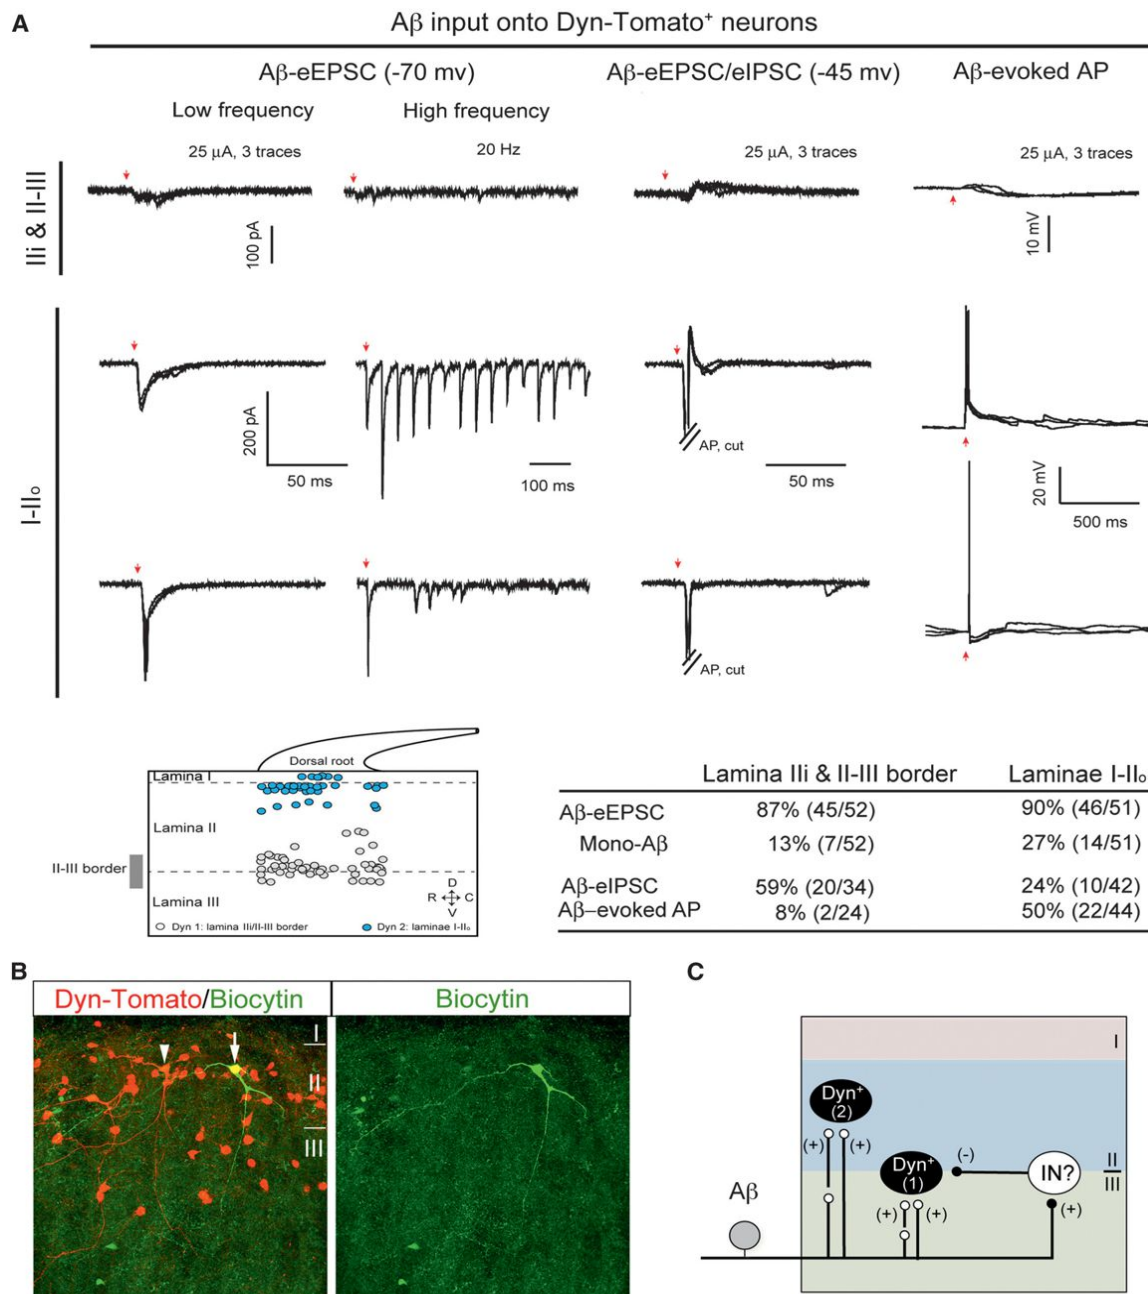 A
Aβ input onto Dyn-Tomato⁺ neurons
Aβ-eEPSC (-70 mv)
Aβ-eEPSC/eIPSC (-45 mv)
Aβ-evoked AP
Low frequency
High frequency
25 μA, 3 traces
20 Hz
25 μA, 3 traces
25 μA, 3 traces
IIi & II-III
100 pA
10 mV
I-IIₒ
200 pA
50 ms
100 ms
AP, cut
50 ms
20 mV
500 ms
AP, cut
Dorsal root
Lamina I
Lamina II
II-III border
Lamina III
D
R C
V
Dyn 1: lamina IIi/II-III border
Dyn 2: laminae I-IIₒ
Lamina IIi & II-III border Laminae I-IIₒ
Aβ-eEPSC 87% (45/52) 90% (46/51)
Mono-Aβ 13% (7/52) 27% (14/51)
Aβ-eIPSC 59% (20/34) 24% (10/42)
Aβ–evoked AP 8% (2/24) 50% (22/44)
B
Dyn-Tomato/Biocytin
Biocytin
I
II
III
C
I
Dyn⁺
(2)
(+) (+)
Dyn⁺
(1)
(-)
IN?
II
III
Aβ
(+) (+)
(+)